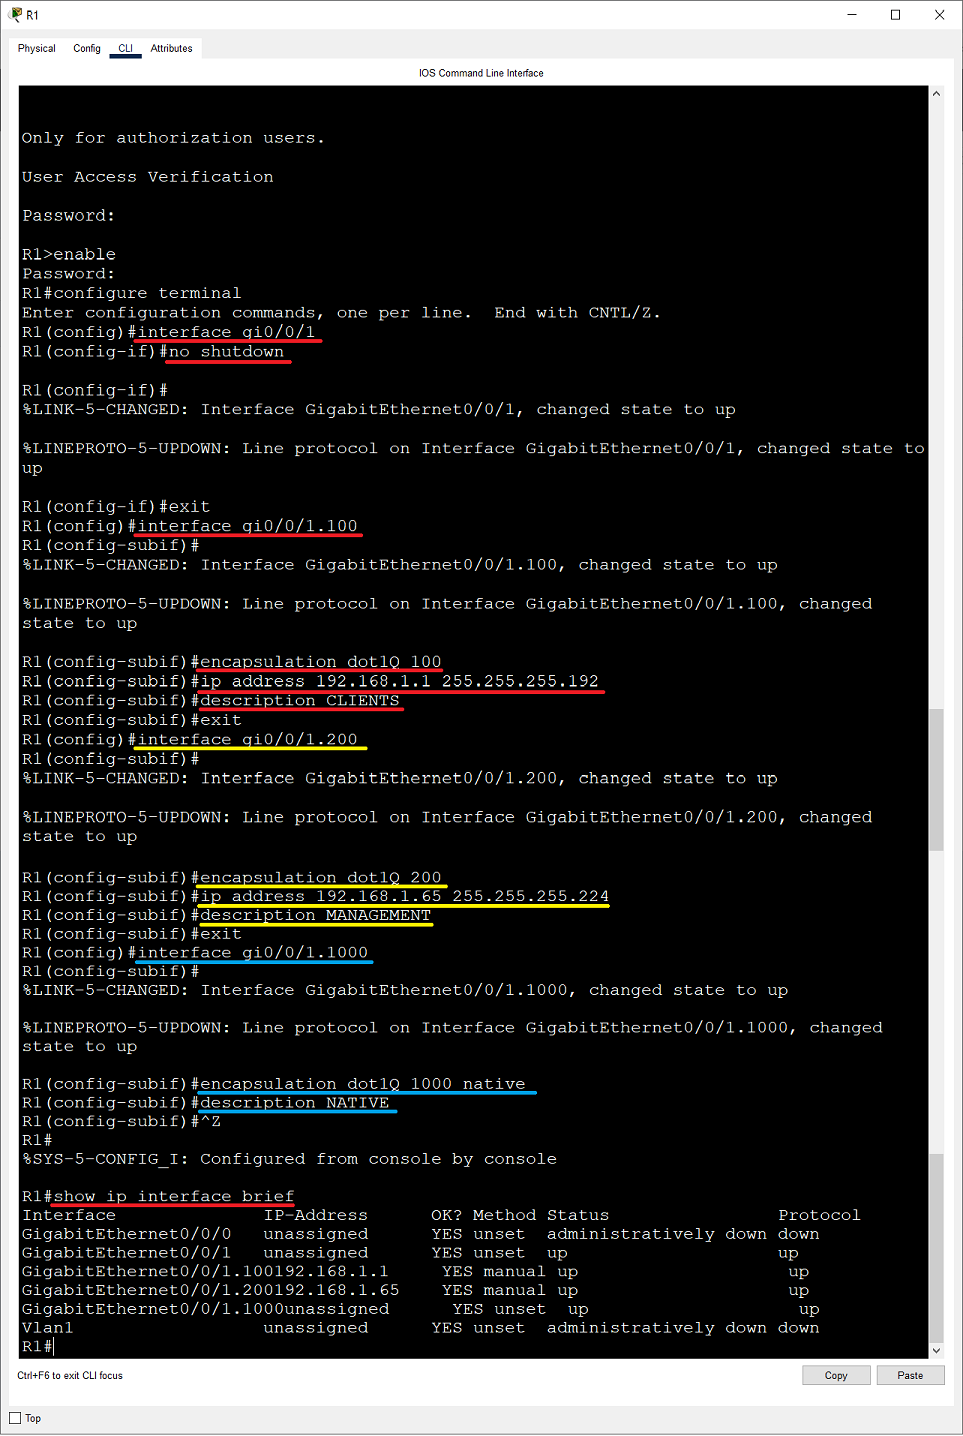 R1
Physical Config CLI Attributes
IOS Command Line Interface
Only for authorization users.
User Access Verification
Password:
R1>enable
Password:
R1#configure terminal
Enter configuration commands, one per line.  End with CNTL/Z.
R1(config)#interface gi0/0/1
R1(config-if)#no shutdown
R1(config-if)#
%LINK-5-CHANGED: Interface GigabitEthernet0/0/1, changed state to up
%LINEPROTO-5-UPDOWN: Line protocol on Interface GigabitEthernet0/0/1, changed state to
up
R1(config-if)#exit
R1(config)#interface gi0/0/1.100
R1(config-subif)#
%LINK-5-CHANGED: Interface GigabitEthernet0/0/1.100, changed state to up
%LINEPROTO-5-UPDOWN: Line protocol on Interface GigabitEthernet0/0/1.100, changed
state to up
R1(config-subif)#encapsulation dot1Q 100
R1(config-subif)#ip address 192.168.1.1 255.255.255.192
R1(config-subif)#description CLIENTS
R1(config-subif)#exit
R1(config)#interface gi0/0/1.200
R1(config-subif)#
%LINK-5-CHANGED: Interface GigabitEthernet0/0/1.200, changed state to up
%LINEPROTO-5-UPDOWN: Line protocol on Interface GigabitEthernet0/0/1.200, changed
state to up
R1(config-subif)#encapsulation dot1Q 200
R1(config-subif)#ip address 192.168.1.65 255.255.255.224
R1(config-subif)#description MANAGEMENT
R1(config-subif)#exit
R1(config)#interface gi0/0/1.1000
R1(config-subif)#
%LINK-5-CHANGED: Interface GigabitEthernet0/0/1.1000, changed state to up
%LINEPROTO-5-UPDOWN: Line protocol on Interface GigabitEthernet0/0/1.1000, changed
state to up
R1(config-subif)#encapsulation dot1Q 1000 native
R1(config-subif)#description NATIVE
R1(config-subif)#^Z
R1#
%SYS-5-CONFIG_I: Configured from console by console
R1#show ip interface brief
Interface              IP-Address      OK? Method Status                Protocol
GigabitEthernet0/0/0   unassigned      YES unset  administratively down down
GigabitEthernet0/0/1   unassigned      YES unset  up                    up
GigabitEthernet0/0/1.100192.168.1.1     YES manual up                    up
GigabitEthernet0/0/1.200192.168.1.65    YES manual up                    up
GigabitEthernet0/0/1.1000unassigned      YES unset  up                    up
Vlan1                  unassigned      YES unset  administratively down down
R1#
Ctrl+F6 to exit CLI focus
Copy Paste
Top